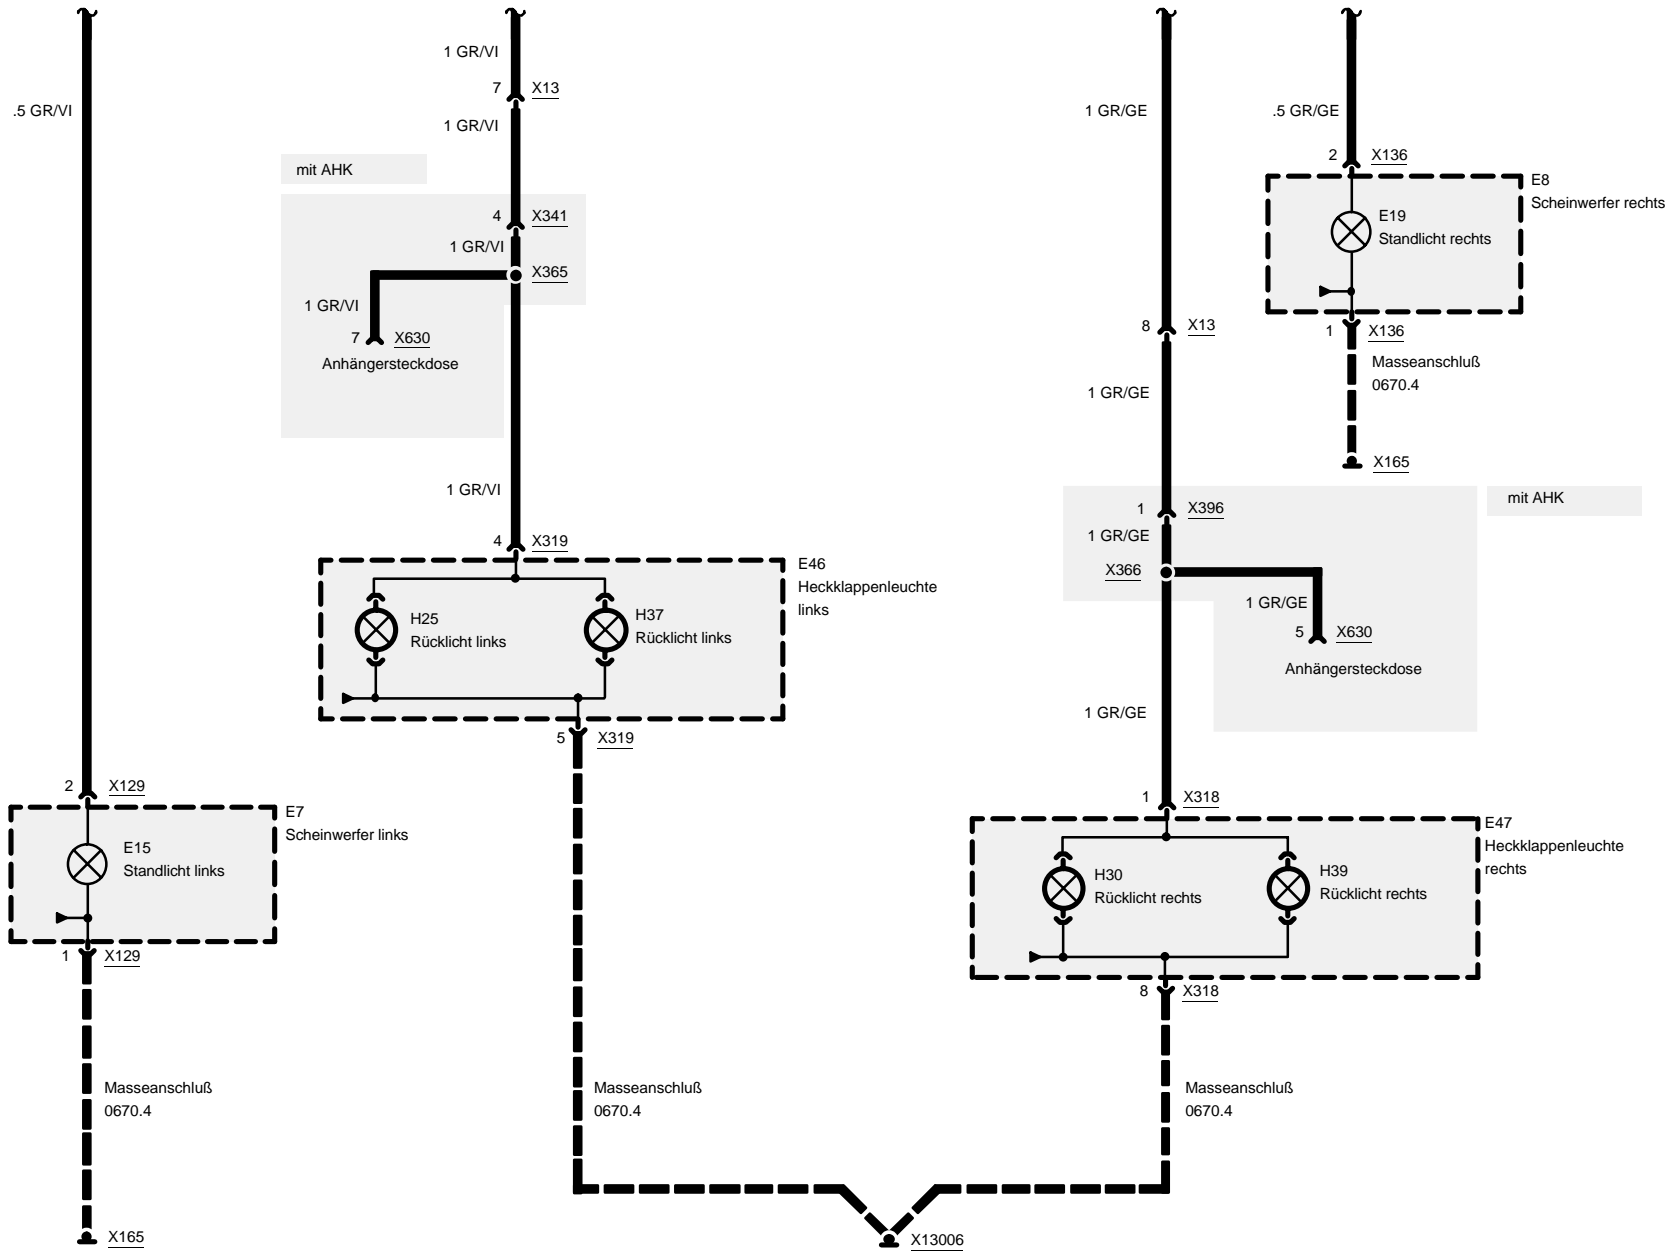 .5 GR/VI
1 GR/VI
7 X13
1 GR/VI
mit AHK
4 X341
1 GR/VI
X365
1 GR/VI
7 X630
Anhängersteckdose
1 GR/VI
4 X319
E46
Heckklappenleuchte
links
H25
Rücklicht links
H37
Rücklicht links
5 X319
2 X129
E7
Scheinwerfer links
E15
Standlicht links
1 X129
Masseanschluß
0670.4
X165
Masseanschluß
0670.4
1 GR/GE
.5 GR/GE
2 X136
E8
Scheinwerfer rechts
E19
Standlicht rechts
1 X136
Masseanschluß
0670.4
X165
8 X13
1 GR/GE
mit AHK
1 X396
1 GR/GE
X366
1 GR/GE
5 X630
Anhängersteckdose
1 GR/GE
1 X318
E47
Heckklappenleuchte
rechts
H30
Rücklicht rechts
H39
Rücklicht rechts
8 X318
Masseanschluß
0670.4
X13006